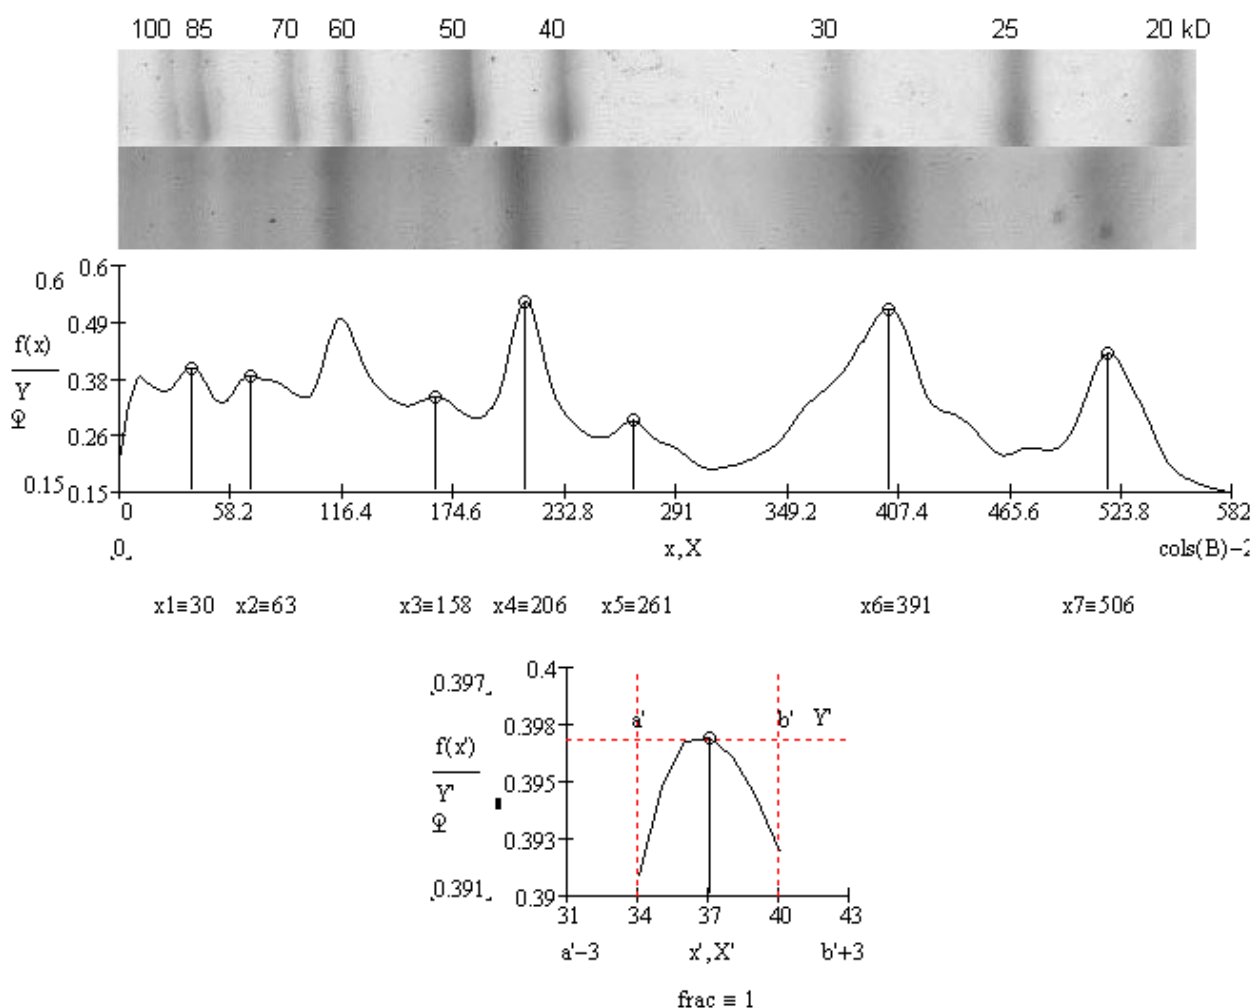 100 85 70 60 50 40 30 25 20 kD
0.6
0.6
0.49
f(x)
0.38
Y
0.26
0.15
0.15
0 58.2 116.4 174.6 232.8 291 349.2 407.4 465.6 523.8 582
0 x,X cols(B)−2
x1≡30 x2≡63 x3≡158 x4≡206 x5≡261 x6≡391 x7≡506
0.4
0.397
a' 0.398 b' Y'
f(x')
0.395
Y'
0.393
0.391
0.39
31 34 37 40 43
a'−3 x',X' b'+3
frac ≡ 1